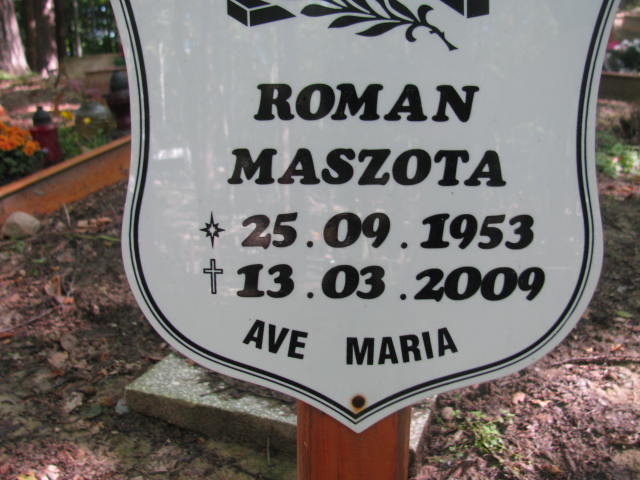 ROMAN
MASZOTA
25.09.1953
13.03.2009
AVE MARIA